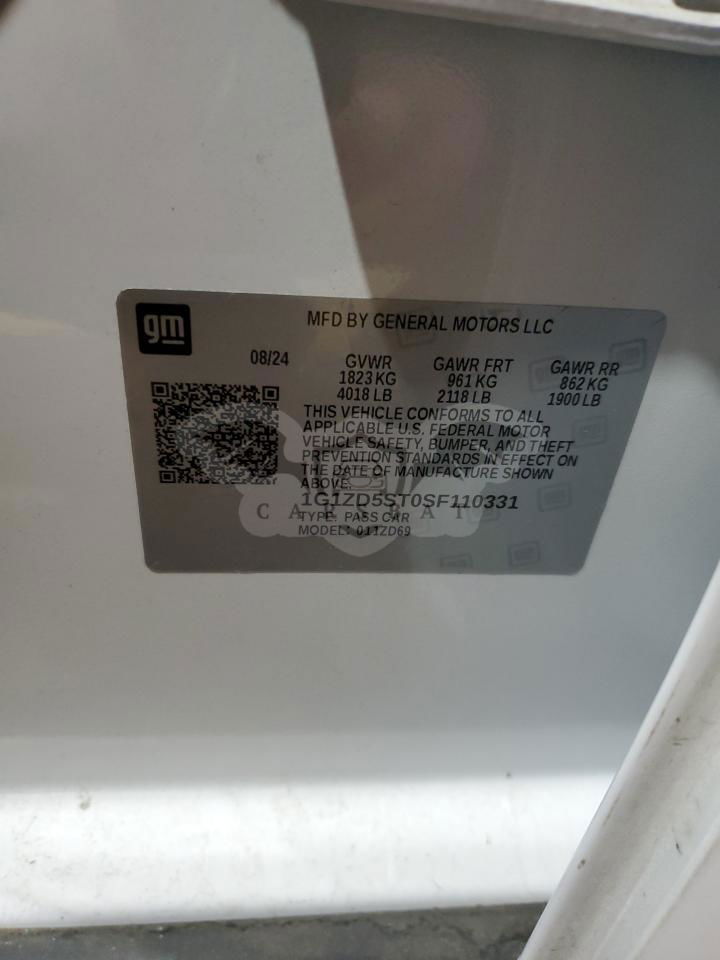 gm
MFD BY GENERAL MOTORS LLC
08/24 GVWR GAWR FRT GAWR RR
1823 KG 961 KG 862 KG
4018 LB 2118 LB 1900 LB
THIS VEHICLE CONFORMS TO ALL
APPLICABLE U.S. FEDERAL MOTOR
VEHICLE SAFETY, BUMPER, AND THEFT
PREVENTION STANDARDS IN EFFECT ON
THE DATE OF MANUFACTURE SHOWN
ABOVE.
1G1ZD5ST0SF110331
TYPE: PASS CAR
MODEL: 011ZD69